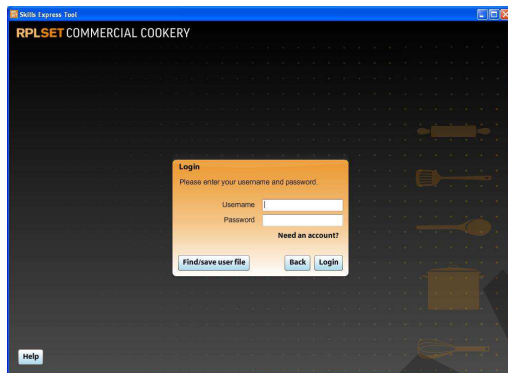 Skills Express Tool
RPLSET COMMERCIAL COOKERY
Login
Please enter your username and password.
Username
Password
Need an account?
Find/save user file
Back
Login
Help